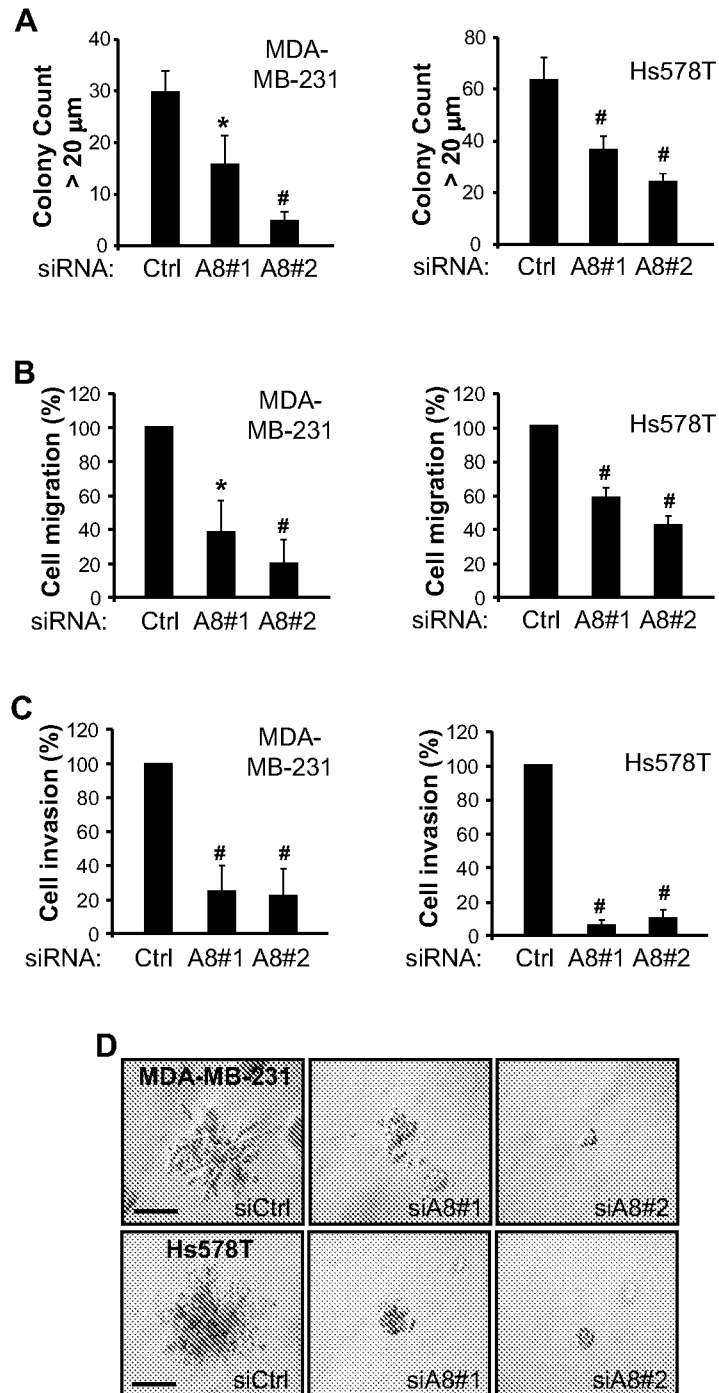 A
Colony Count
> 20 µm
40
30
20
10
0
MDA-
MB-231
*
#
siRNA: Ctrl A8#1 A8#2
Colony Count
> 20 µm
80
60
40
20
0
Hs578T
#
#
siRNA: Ctrl A8#1 A8#2
B
Cell migration (%)
120
100
80
60
40
20
0
MDA-
MB-231
*
#
siRNA: Ctrl A8#1 A8#2
Cell migration (%)
120
100
80
60
40
20
0
Hs578T
#
#
siRNA: Ctrl A8#1 A8#2
C
Cell invasion (%)
120
100
80
60
40
20
0
MDA-
MB-231
#
#
siRNA: Ctrl A8#1 A8#2
Cell invasion (%)
120
100
80
60
40
20
0
Hs578T
#
#
siRNA: Ctrl A8#1 A8#2
D
MDA-MB-231
siCtrl
siA8#1
siA8#2
Hs578T
siCtrl
siA8#1
siA8#2